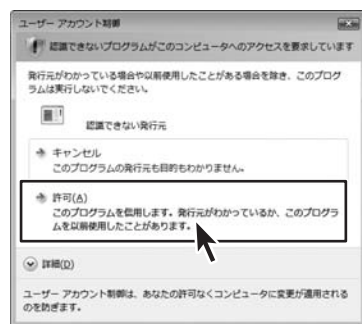 ユーザー アカウント制御
認識できないプログラムがこのコンピュータへのアクセスを要求しています
発行元がわかっている場合や以前使用したことがある場合を除き、このプログ
ラムは実行しないでください。
認識できない発行元
キャンセル
このプログラムの発行元も目的もわかりません。
許可(A)
このプログラムを信用します。発行元がわかっているか、このプログラ
ムを以前使用したことがあります。
詳細(D)
ユーザー アカウント制御は、あなたの許可なくコンピュータに変更が適用される
のを防ぎます。